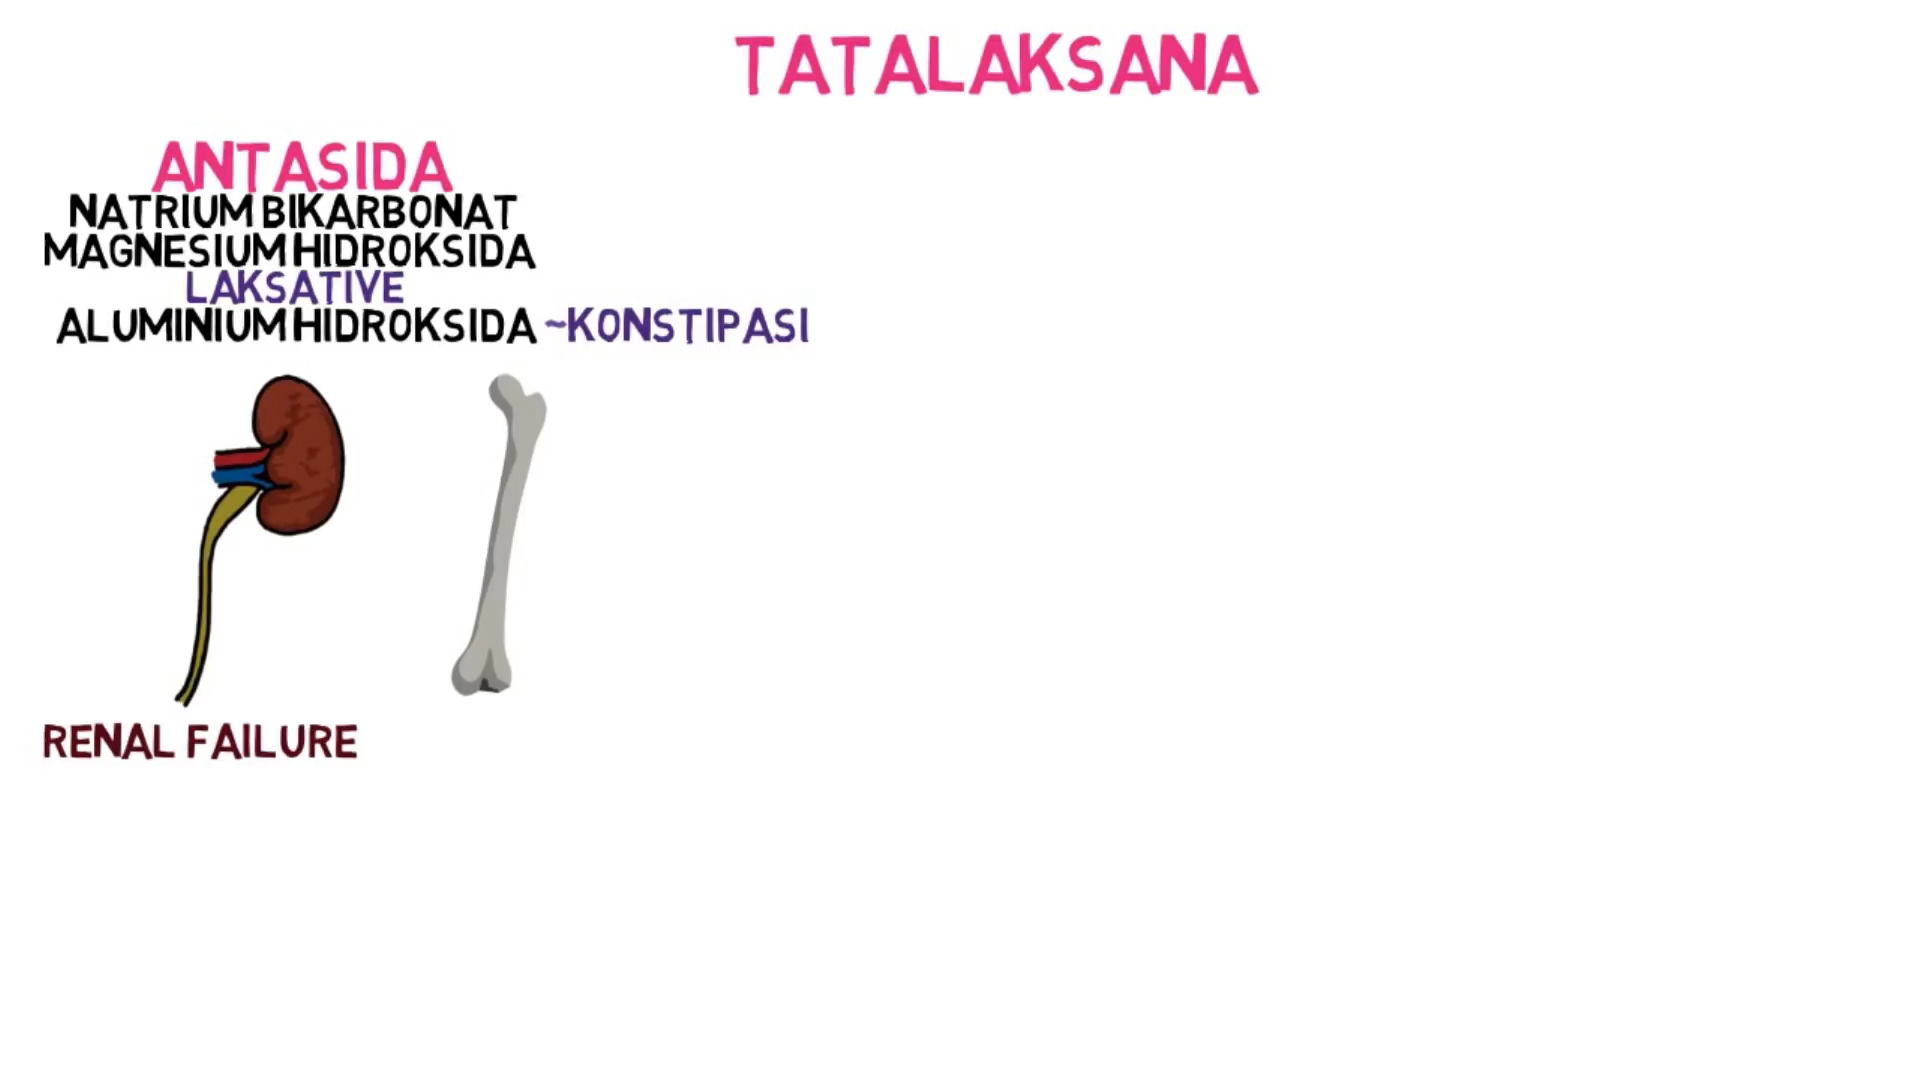 TATALAKSANA
ANTASIDA
NATRIUM BIKARBONAT
MAGNESIUM HIDROKSIDA
LAKSATIVE
ALUMINIUM HIDROKSIDA ~KONSTIPASI
RENAL FAILURE